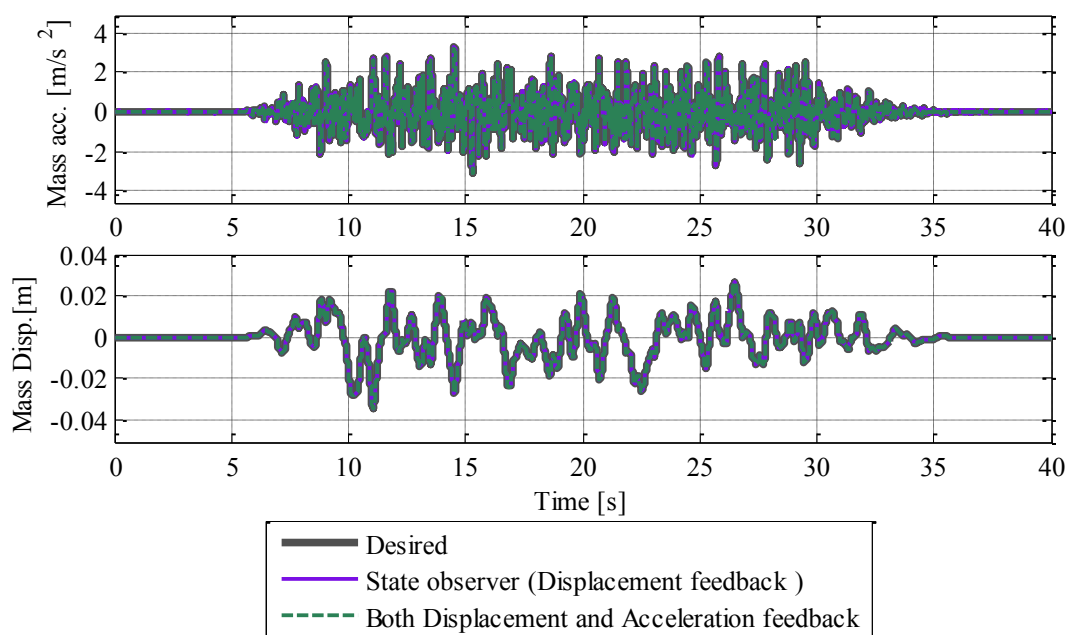 Mass acc. [m/s ²]
4
2
0
-2
-4
0 5 10 15 20 25 30 35 40
Mass Disp.[m]
0.04
0.02
0
-0.02
-0.04
0 5 10 15 20 25 30 35 40
Time [s]
Desired
State observer (Displacement feedback )
Both Displacement and Acceleration feedback